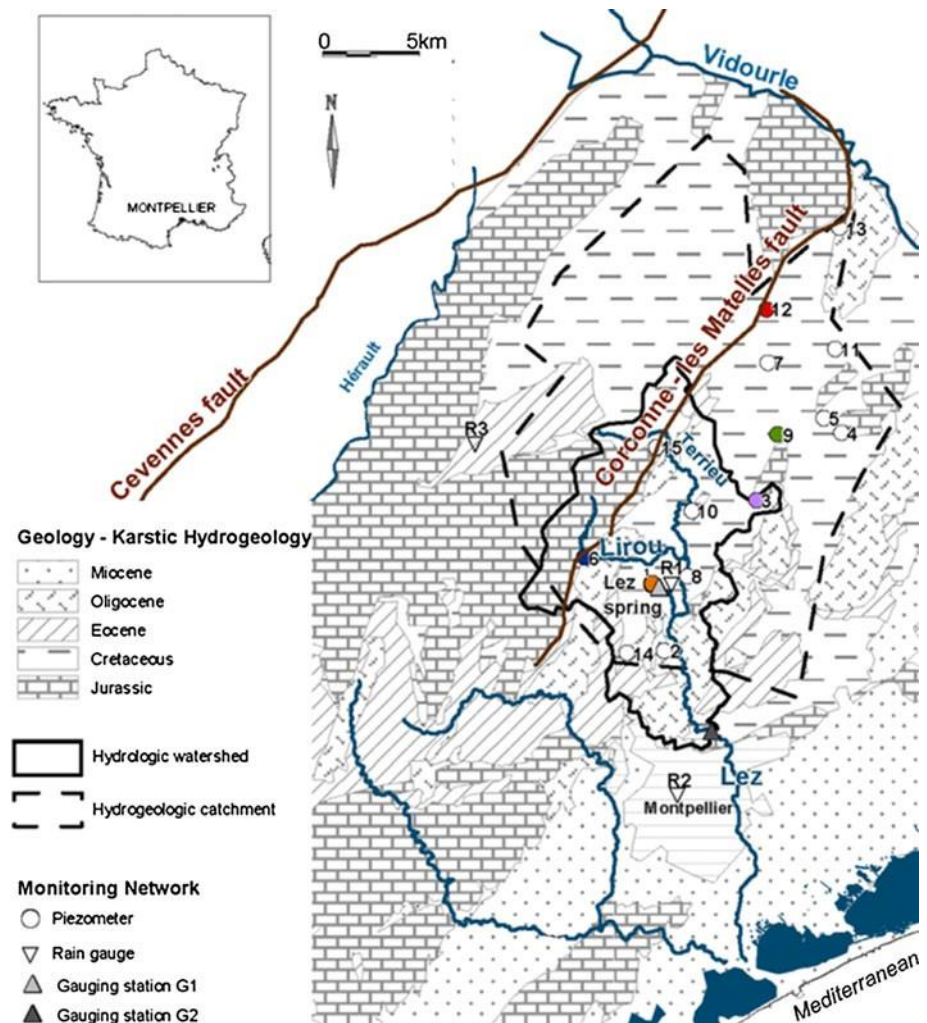 0 5km
N
MONTPELLIER
Vidourle
Cevennes fault
Hérault
Corconne - les Matelles fault
13
12
11
7
5
4
9
R3
15
Terrieu
3
10
Lirou
6
1
R1
8
Lez
spring
14
2
Lez
R2
Montpellier
Mediterranean
Geology - Karstic Hydrogeology
Miocene
Oligocene
Eocene
Cretaceous
Jurassic
Hydrologic watershed
Hydrogeologic catchment
Monitoring Network
Piezometer
Rain gauge
Gauging station G1
Gauging station G2